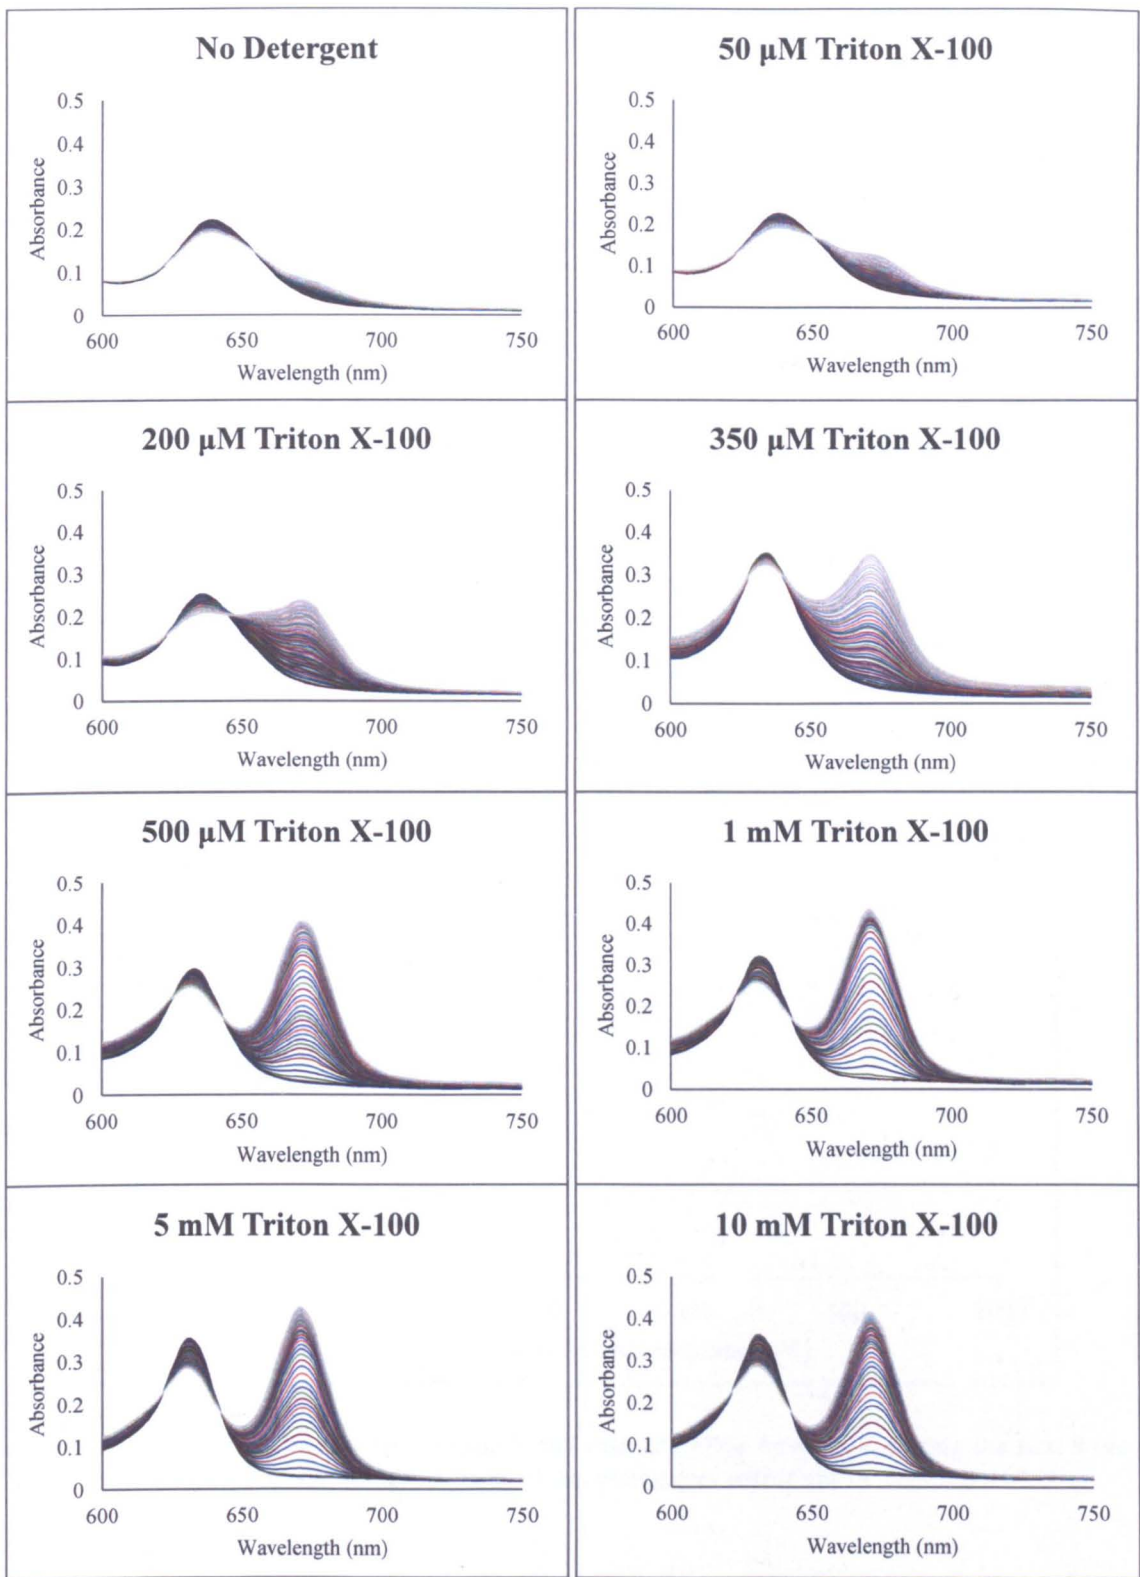 No Detergent
0.5
0.4
0.3
0.2
0.1
0
Absorbance
600 650 700 750
Wavelength (nm)
50 μM Triton X-100
0.5
0.4
0.3
0.2
0.1
0
Absorbance
600 650 700 750
Wavelength (nm)
200 μM Triton X-100
0.5
0.4
0.3
0.2
0.1
0
Absorbance
600 650 700 750
Wavelength (nm)
350 μM Triton X-100
0.5
0.4
0.3
0.2
0.1
0
Absorbance
600 650 700 750
Wavelength (nm)
500 μM Triton X-100
0.5
0.4
0.3
0.2
0.1
0
Absorbance
600 650 700 750
Wavelength (nm)
1 mM Triton X-100
0.5
0.4
0.3
0.2
0.1
0
Absorbance
600 650 700 750
Wavelength (nm)
5 mM Triton X-100
0.5
0.4
0.3
0.2
0.1
0
Absorbance
600 650 700 750
Wavelength (nm)
10 mM Triton X-100
0.5
0.4
0.3
0.2
0.1
0
Absorbance
600 650 700 750
Wavelength (nm)